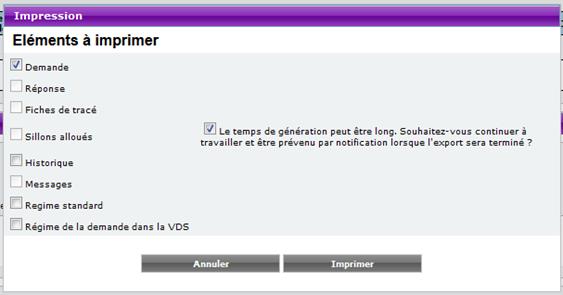 Impression
Eléments à imprimer
Demande
Réponse
Fiches de tracé
Sillons alloués
Le temps de génération peut être long. Souhaitez-vous continuer à
travailler et être prévenu par notification lorsque l'export sera terminé ?
Historique
Messages
Regime standard
Régime de la demande dans la VDS
Annuler
Imprimer